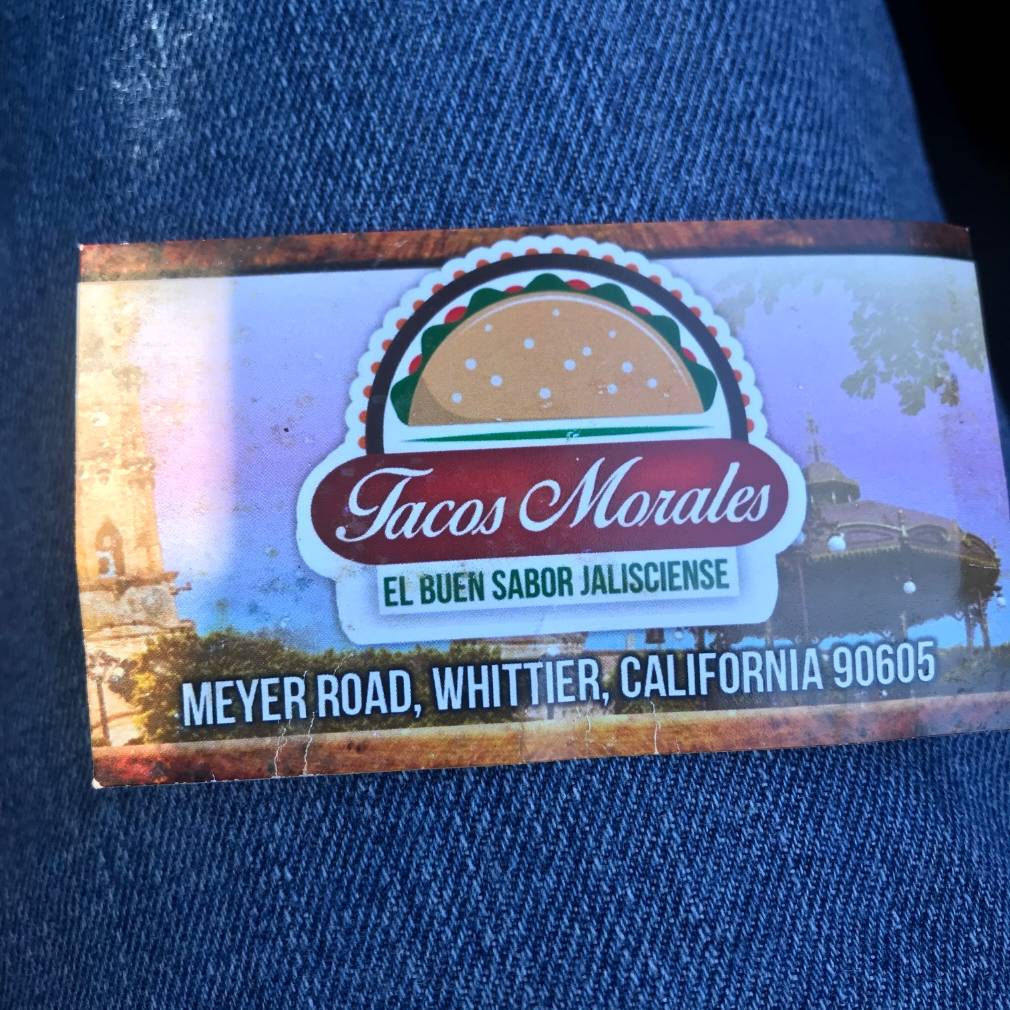 Tacos Morales
EL BUEN SABOR JALISCIENSE
MEYER ROAD, WHITTIER, CALIFORNIA 90605